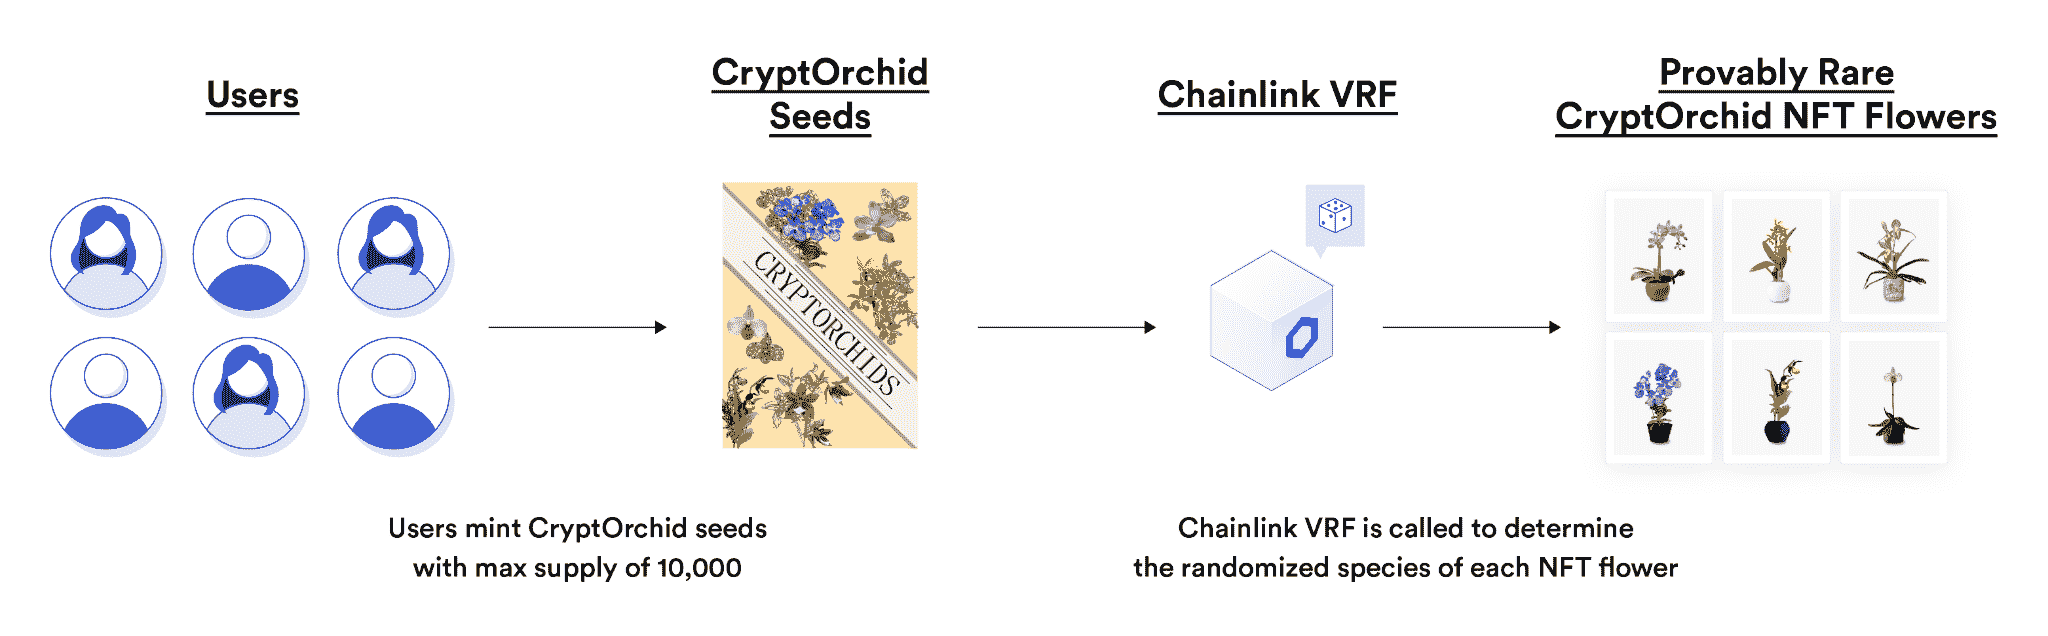 Users
CryptOrchid
Seeds
Chainlink VRF
Provably Rare
CryptOrchid NFT Flowers
CRYPTORCHIDS
Users mint CryptOrchid seeds
with max supply of 10,000
Chainlink VRF is called to determine
the randomized species of each NFT flower